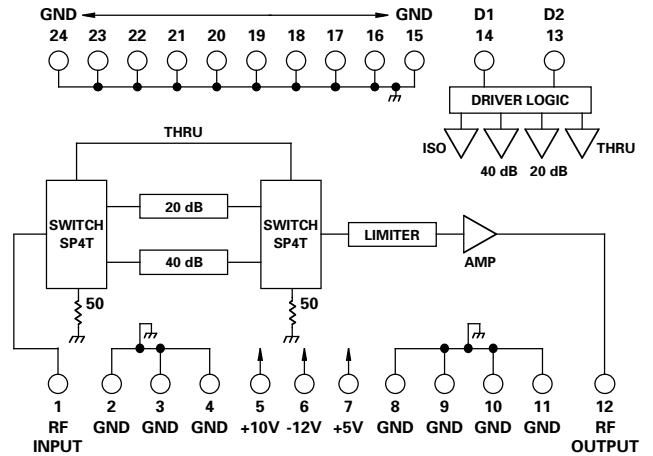 GND GND D1 D2
24 23 22 21 20 19 18 17 16 15 14 13
DRIVER LOGIC
ISO THRU
40 dB 20 dB
THRU
SWITCH SP4T
20 dB
40 dB
SWITCH SP4T
LIMITER
AMP
50 50
1 2 3 4 5 6 7 8 9 10 11 12
RF GND GND GND +10V -12V +5V GND GND GND GND RF
INPUT OUTPUT